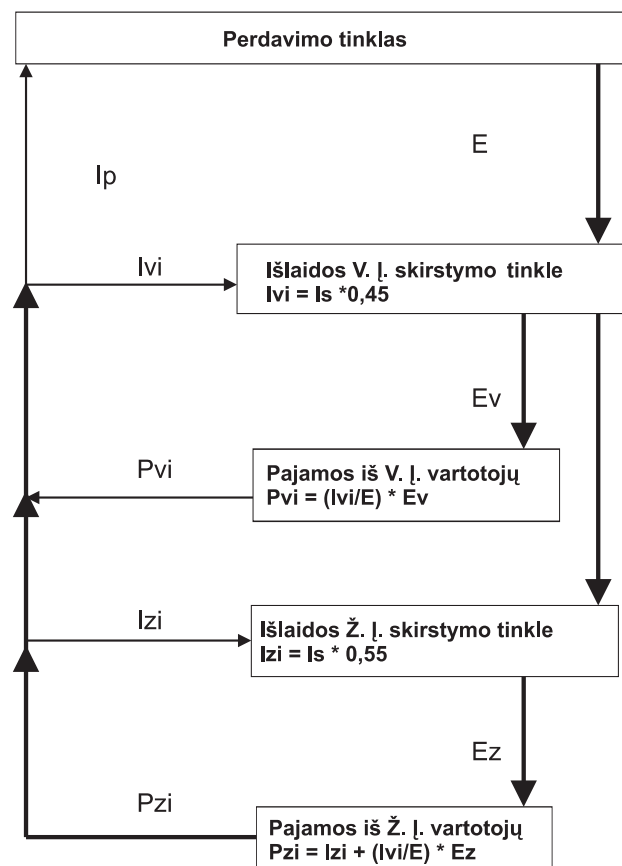 Perdavimo tinklas
E
Ip
Ivi
Išlaidos V. Į. skirstymo tinkle
Ivi = Is *0,45
Ev
Pvi
Pajamos iš V. Į. vartotojų
Pvi = (Ivi/E) * Ev
Izi
Išlaidos Ž. Į. skirstymo tinkle
Izi = Is * 0,55
Ez
Pzi
Pajamos iš Ž. Į. vartotojų
Pzi = Izi + (Ivi/E) * Ez